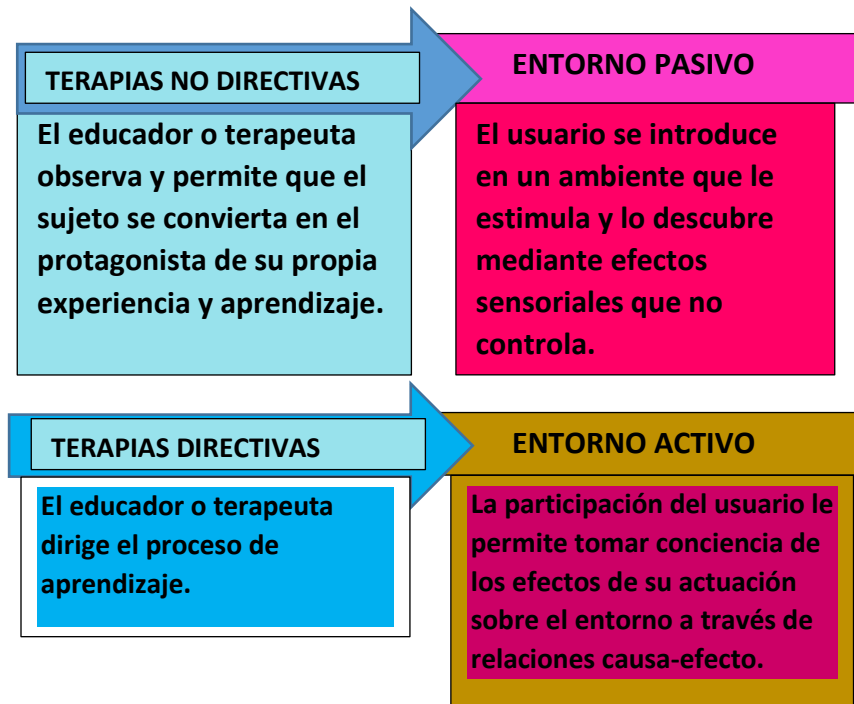 TERAPIAS NO DIRECTIVAS
El educador o terapeuta
observa y permite que el
sujeto se convierta en el
protagonista de su propia
experiencia y aprendizaje.
ENTORNO PASIVO
El usuario se introduce
en un ambiente que le
estimula y lo descubre
mediante efectos
sensoriales que no
controla.
TERAPIAS DIRECTIVAS
El educador o terapeuta
dirige el proceso de
aprendizaje.
ENTORNO ACTIVO
La participación del usuario le
permite tomar conciencia de
los efectos de su actuación
sobre el entorno a través de
relaciones causa-efecto.